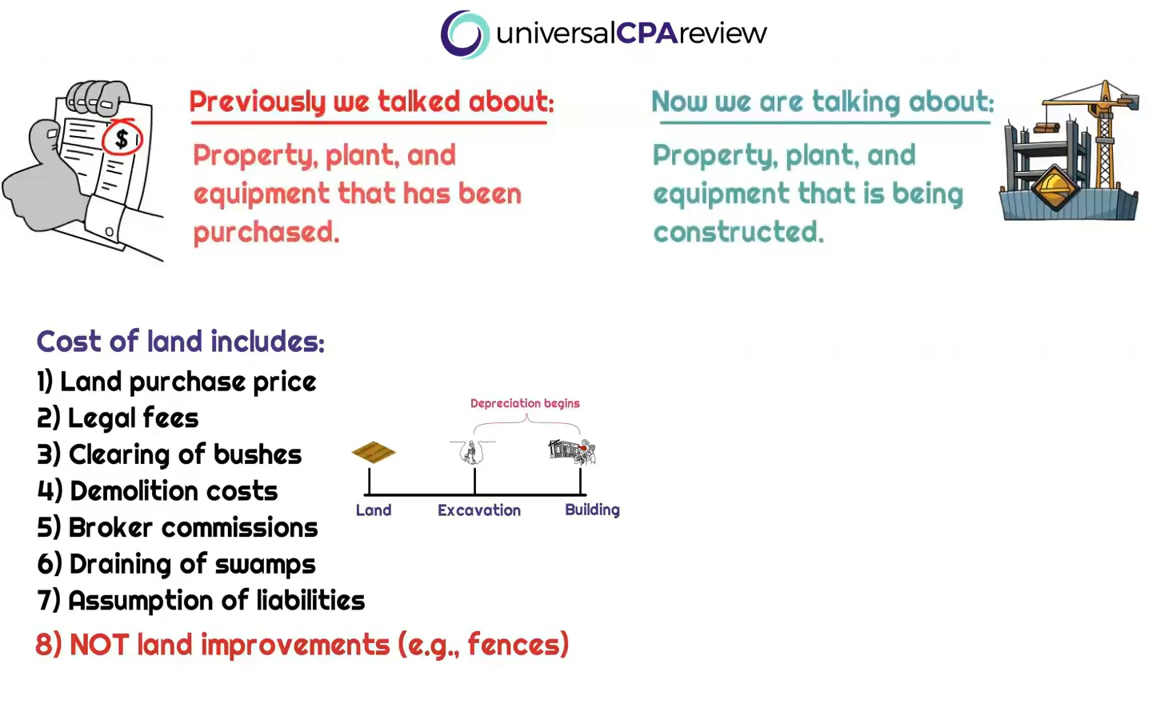 universalCPAreview
Previously we talked about:
Property, plant, and
equipment that has been
purchased.
$
Now we are talking about:
Property, plant, and
equipment that is being
constructed.
Cost of land includes:
1) Land purchase price
2) Legal fees
3) Clearing of bushes
4) Demolition costs
5) Broker commissions
6) Draining of swamps
7) Assumption of liabilities
8) NOT land improvements (e.g., fences)
Depreciation begins
Land Excavation Building